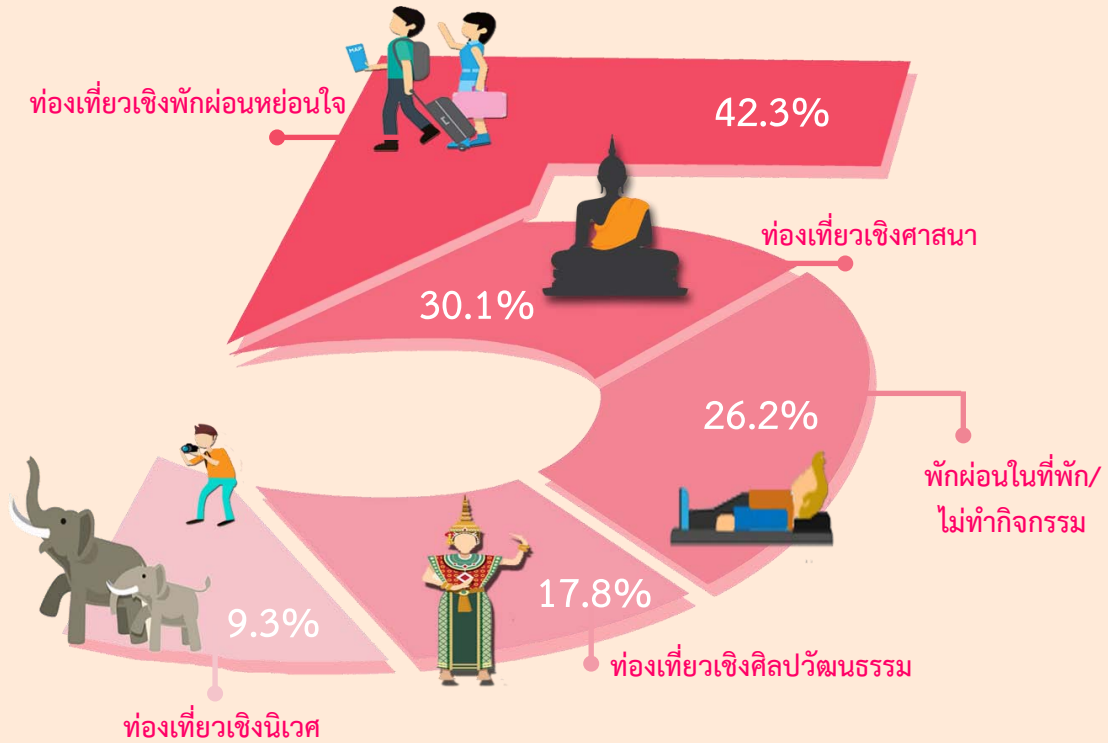 MAP
ท่องเที่ยวเชิงพักผ่อนหย่อนใจ
42.3%
ท่องเที่ยวเชิงศาสนา
30.1%
26.2%
พักผ่อนในที่พัก/
ไม่ทำกิจกรรม
17.8%
9.3%
ท่องเที่ยวเชิงศิลปวัฒนธรรม
ท่องเที่ยวเชิงนิเวศ